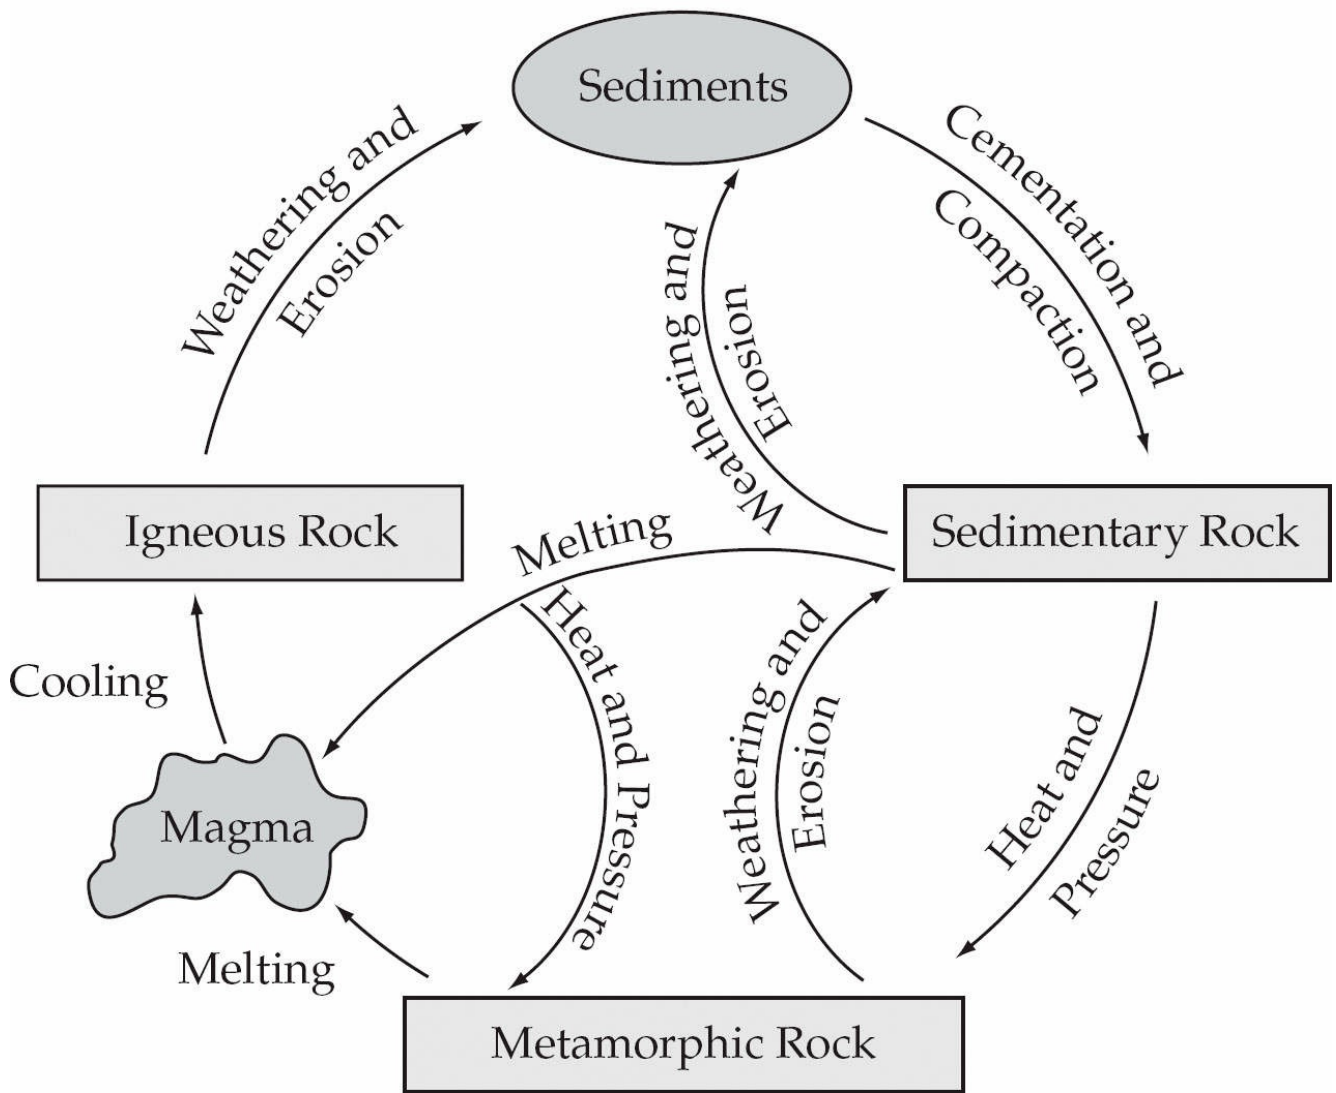 Sediments
Weathering and
Erosion
Cementation and
Compaction
Weathering and
Erosion
Igneous Rock
Sedimentary Rock
Melting
Heat and Presssure
Weathering and
Erosion
Heat and
Pressure
Cooling
Magma
Melting
Metamorphic Rock